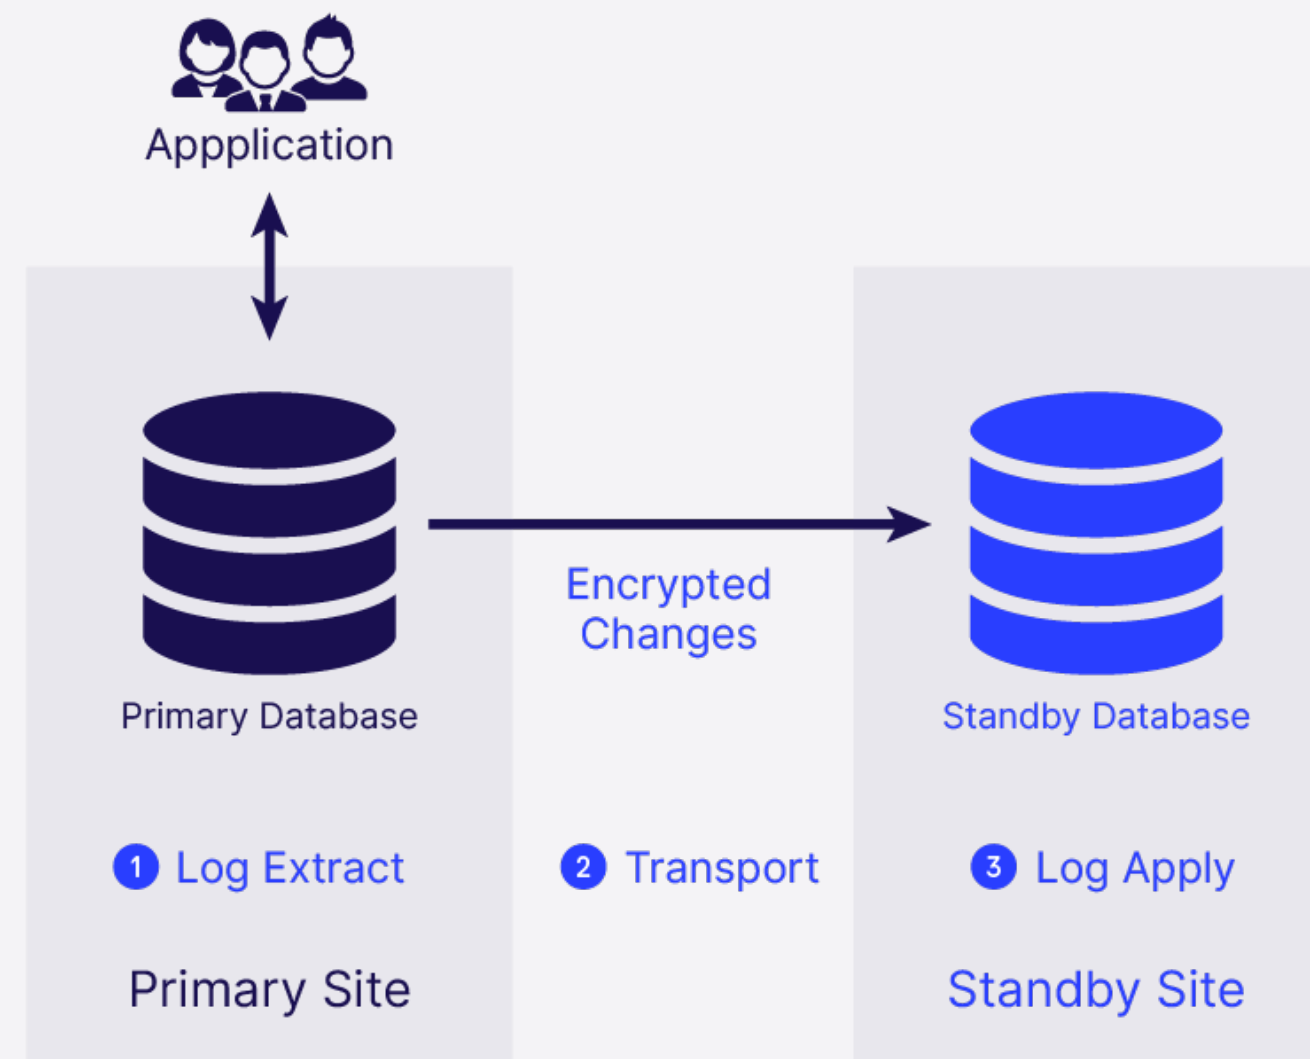 Appplication
Encrypted
Changes
Primary Database
Standby Database
1 Log Extract
2 Transport
3 Log Apply
Primary Site
Standby Site